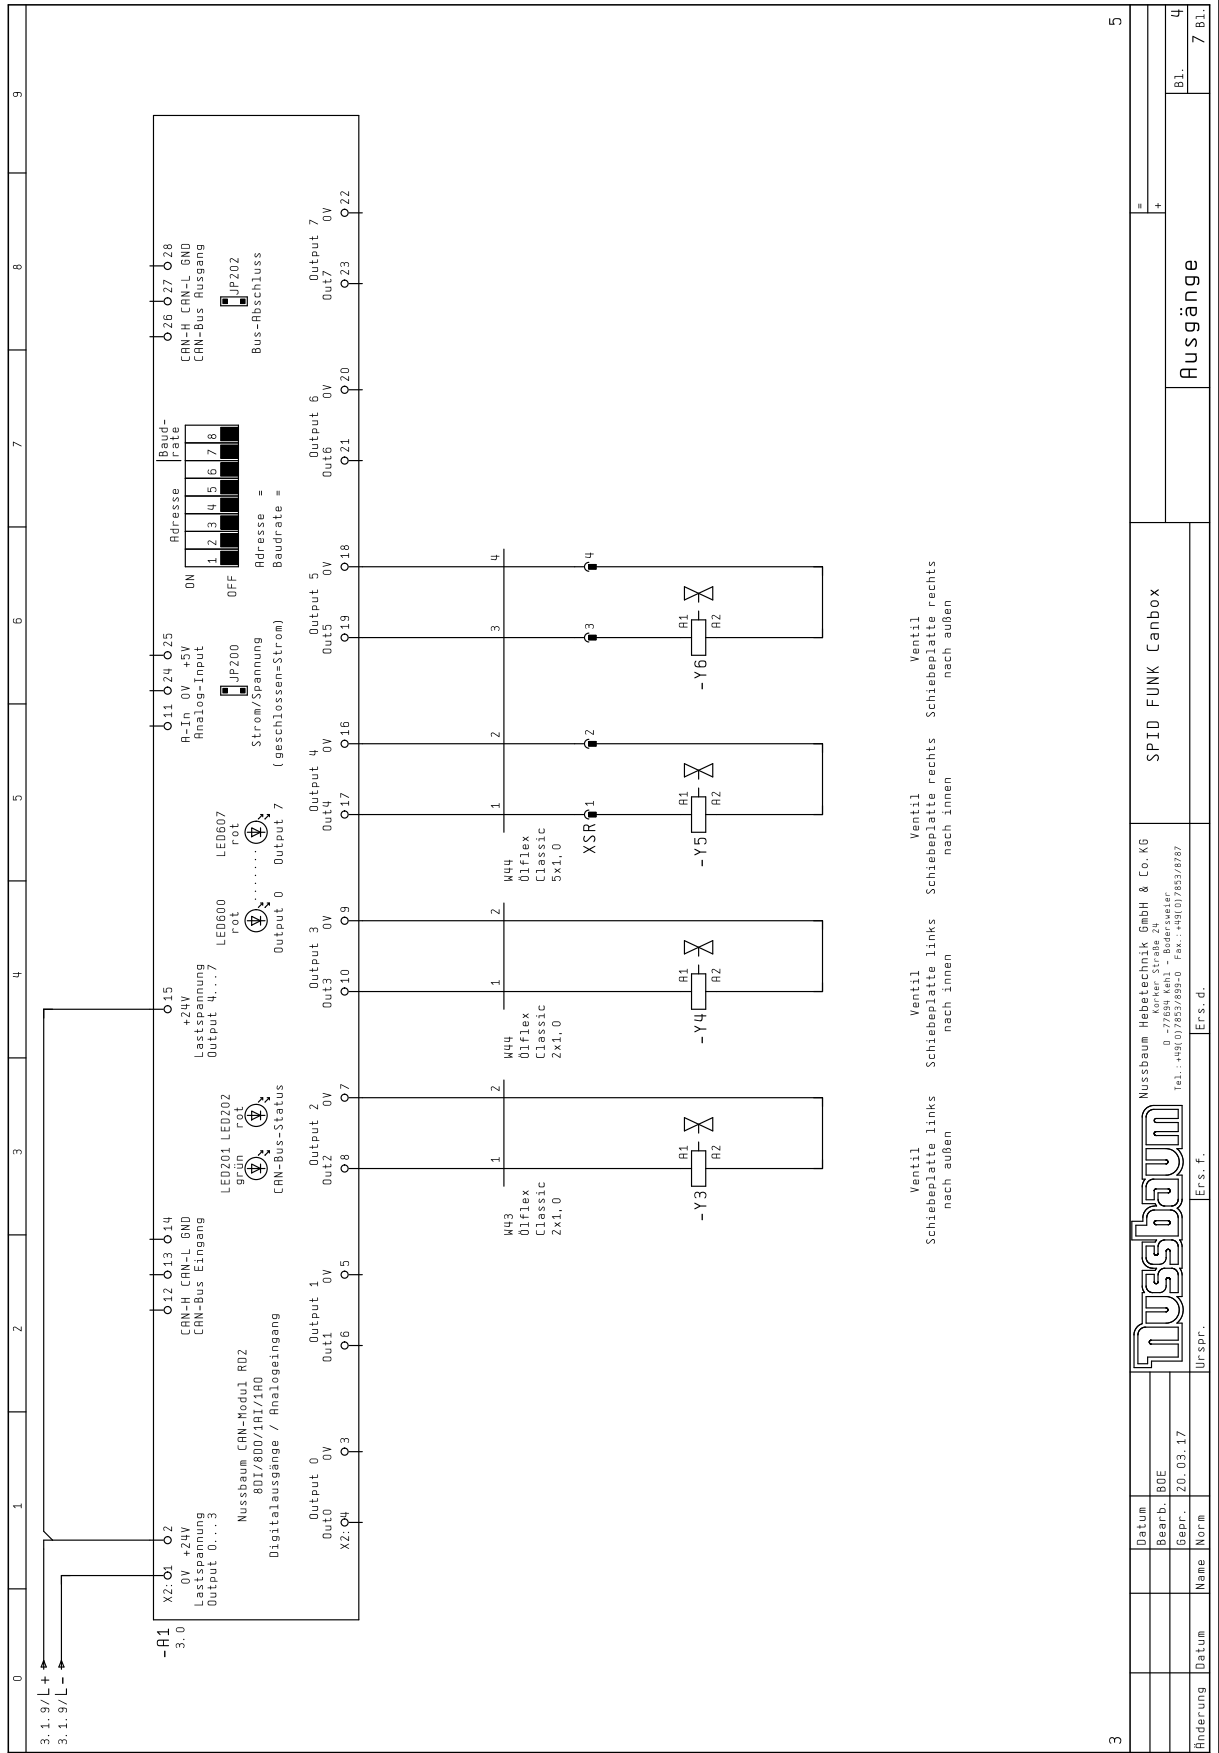 0 1 2 3 4 5 6 7 8 9
3.1.9/L+
3.1.9/L-
-A1
3.0
X2:1 2
0V +24V
Lastspannung
Output 0...3
12 13 14
CAN-H CAN-L GND
CAN-Bus Eingang
15
+24V
Lastspannung
Output 4...7
11 24 25
A-In 0V +5V
Analog-Input
26 27 28
CAN-H CAN-L GND
CAN-Bus Ausgang
Nussbaum CAN-Modul RD2
8DI/8DO/1AI/1AO
Digitalausgänge / Analogeingang
LED201 LED202
grün rot
CAN-Bus-Status
LED600 LED607
rot rot
.......
Output 0 Output 7
JP200
Strom/Spannung
(geschlossen=Strom)
Adresse
Baud-
rate
ON
OFF
1 2 3 4 5 6 7 8
Adresse =
Baudrate =
JP202
Bus-Abschluss
Output 0 Output 1 Output 2 Output 3 Output 4 Output 5 Output 6 Output 7
Out0 0V Out1 0V Out2 0V Out3 0V Out4 0V Out5 0V Out6 0V Out7 0V
X2:4 3 6 5 8 7 10 9 17 16 19 18 21 20 23 22
1 2 1 2 1 2 3 4
W43
Ölflex
Classic
2x1,0
W44
Ölflex
Classic
2x1,0
W44
Ölflex
Classic
5x1,0
XSR 1 2 3 4
-Y3 A1 A2
-Y4 A1 A2
-Y5 A1 A2
-Y6 A1 A2
Ventil
Schiebeplatte links
nach außen
Ventil
Schiebeplatte links
nach innen
Ventil
Schiebeplatte rechts
nach innen
Ventil
Schiebeplatte rechts
nach außen
3 5
Änderung Datum Name Norm
Datum
Bearb. BOE
Gepr. 20.03.17
Urspr. Ers.f. Ers.d.
nussbaum
Nussbaum Hebetechnik GmbH & Co.KG
Korker Straße 24
D -77694 Kehl - Bodersweier
Tel.:+49(0)7853/899-0 Fax.:+49(0)7853/8787
SPID FUNK Canbox
Ausgänge
=
+
Bl. 4
7 Bl.